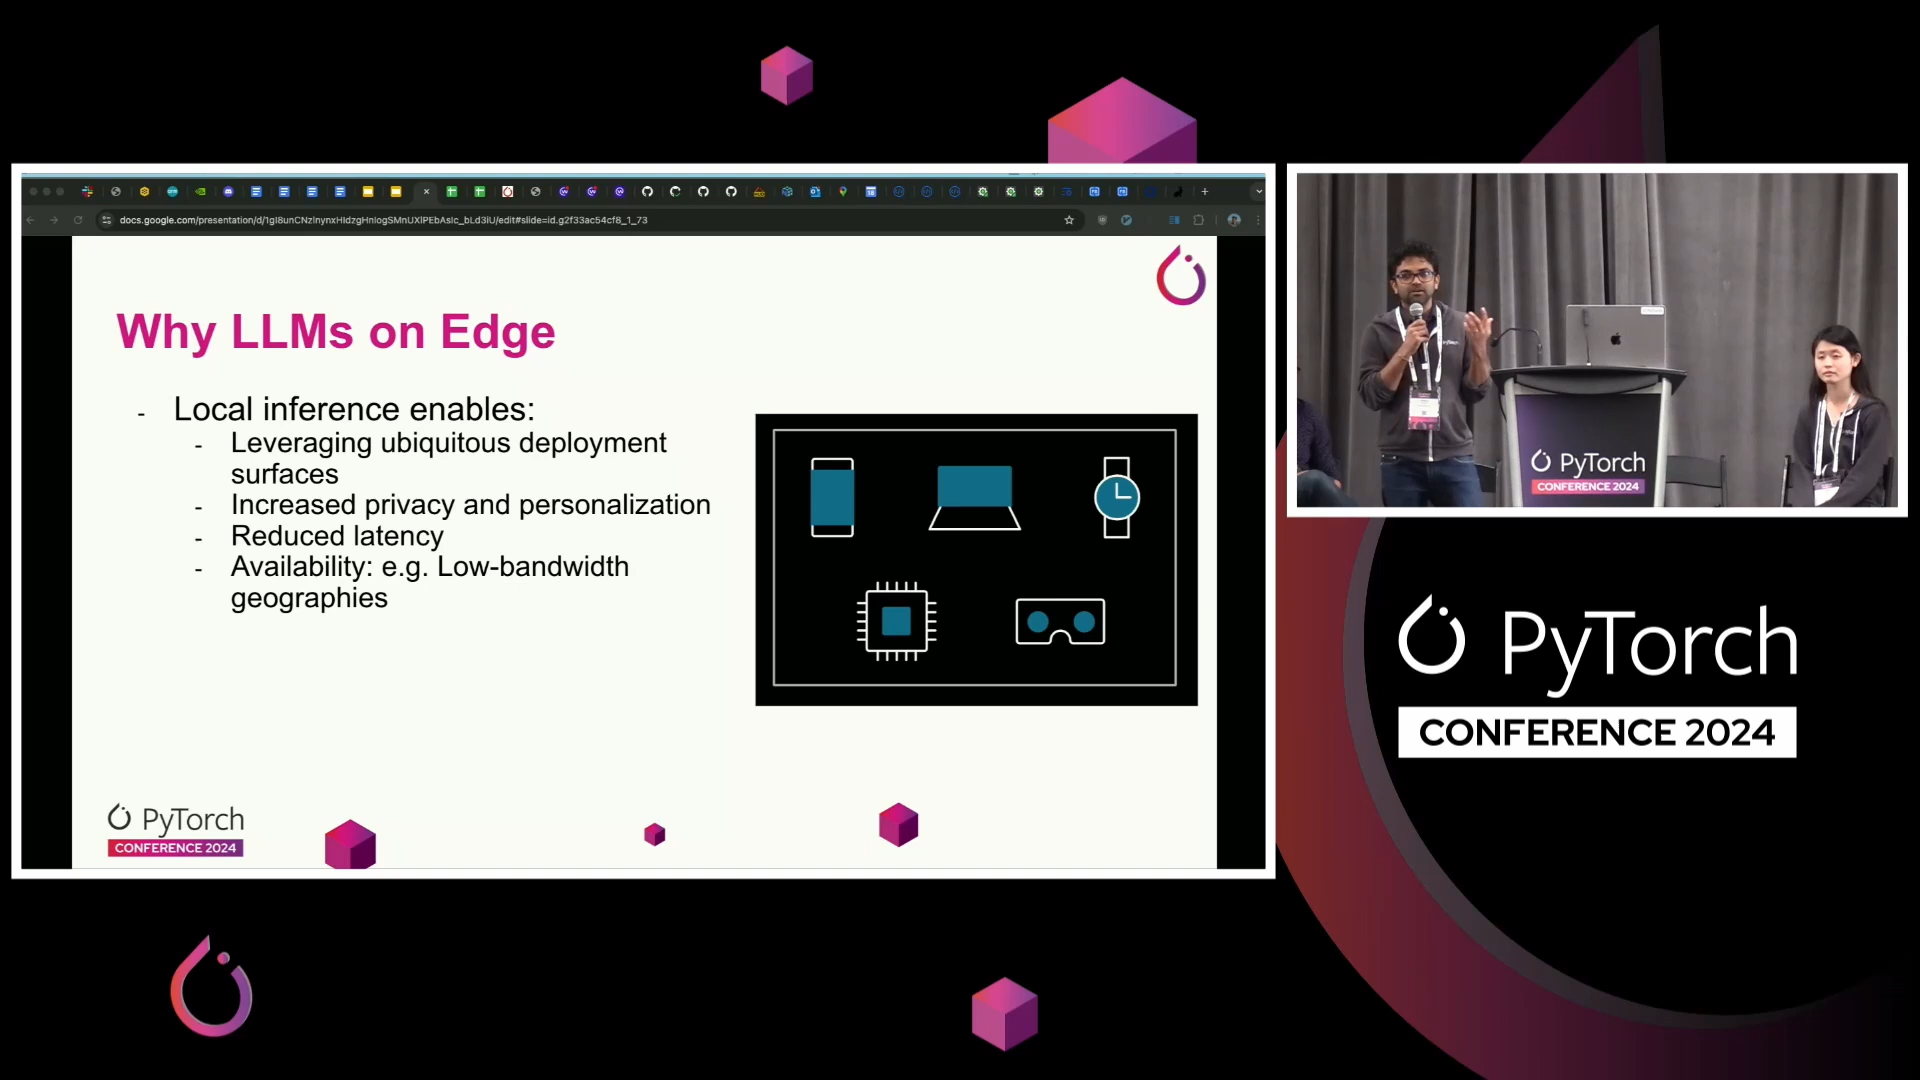 docs.google.com/presentation/d/1gI8unCNzlnynxHIdzgHnIogSMnUXlPEbAslc_bLd3iU/edit#slide=id.g2f33ac54cf8_1_73
Why LLMs on Edge
- Local inference enables:
- Leveraging ubiquitous deployment
surfaces
- Increased privacy and personalization
- Reduced latency
- Availability: e.g. Low-bandwidth
geographies
PyTorch
CONFERENCE 2024
PyTorch
CONFERENCE 2024
PyTorch
CONFERENCE 2024